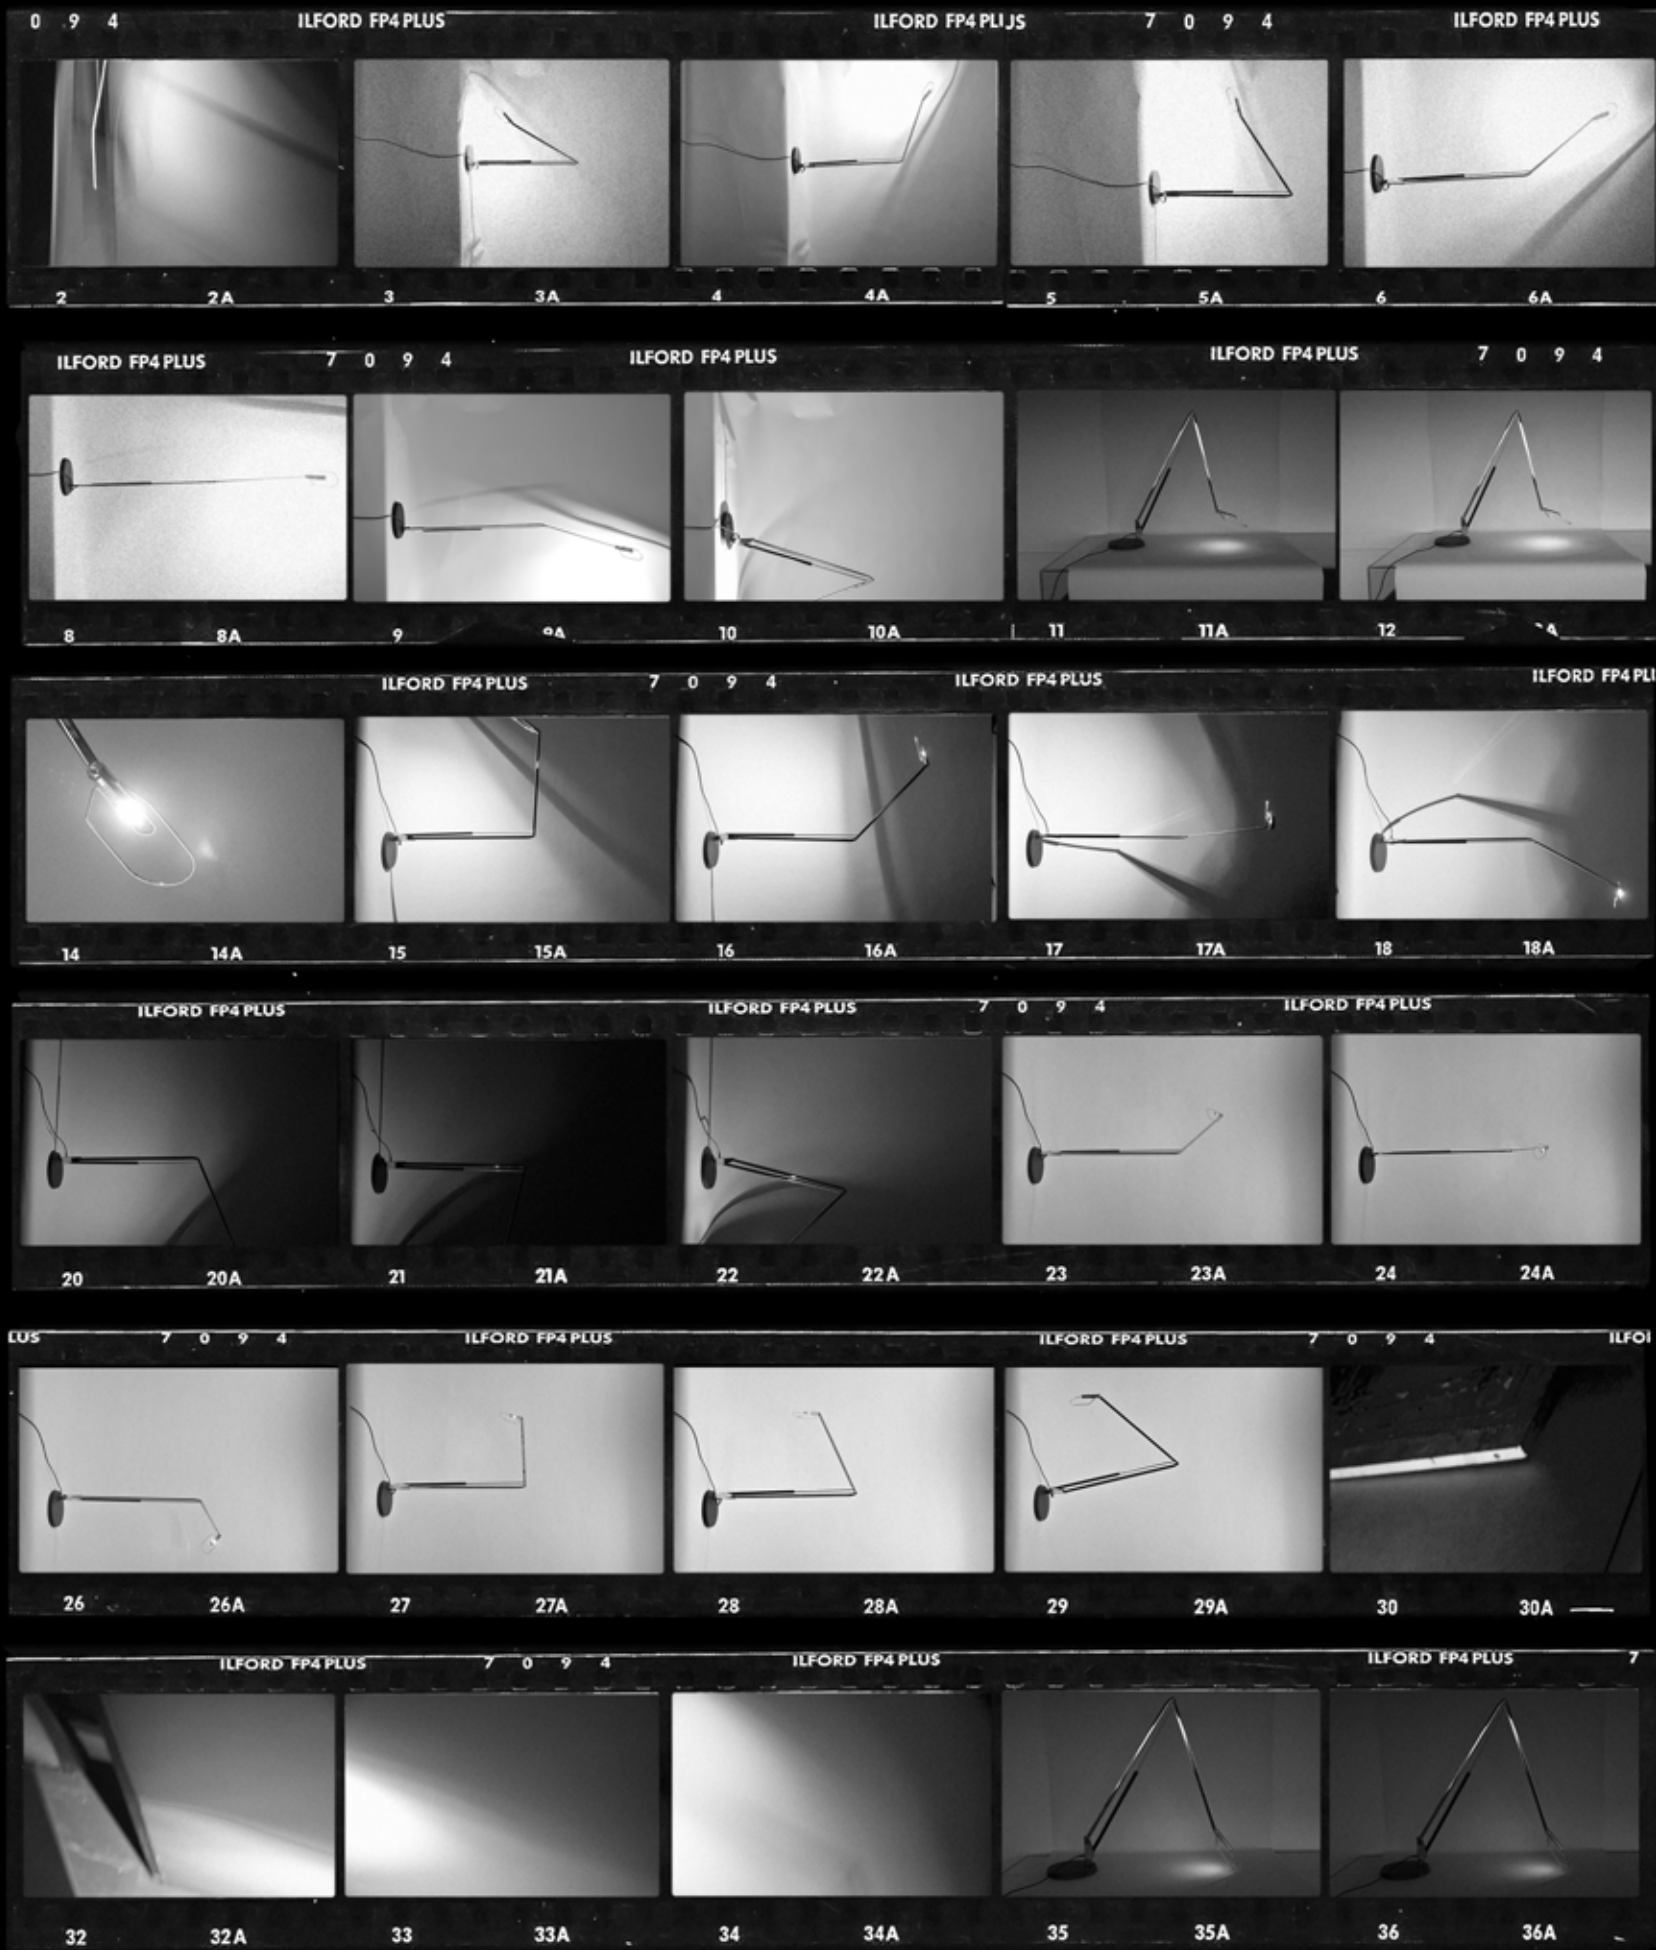 0 9 4 ILFORD FP4 PLUS ILFORD FP4 PLUS 7 0 9 4 ILFORD FP4 PLUS
2 2A 3 3A 4 4A 5 5A 6 6A
ILFORD FP4 PLUS 7 0 9 4 ILFORD FP4 PLUS ILFORD FP4 PLUS 7 0 9 4
8 8A 9 9A 10 10A 11 11A 12
ILFORD FP4 PLUS 7 0 9 4 ILFORD FP4 PLUS ILFORD FP4 PL
14 14A 15 15A 16 16A 17 17A 18 18A
ILFORD FP4 PLUS ILFORD FP4 PLUS 7 0 9 4 ILFORD FP4 PLUS
20 20A 21 21A 22 22A 23 23A 24 24A
LUS 7 0 9 4 ILFORD FP4 PLUS ILFORD FP4 PLUS 7 0 9 4 ILFO
26 26A 27 27A 28 28A 29 29A 30 30A
ILFORD FP4 PLUS 7 0 9 4 ILFORD FP4 PLUS ILFORD FP4 PLUS 7
32 32A 33 33A 34 34A 35 35A 36 36A